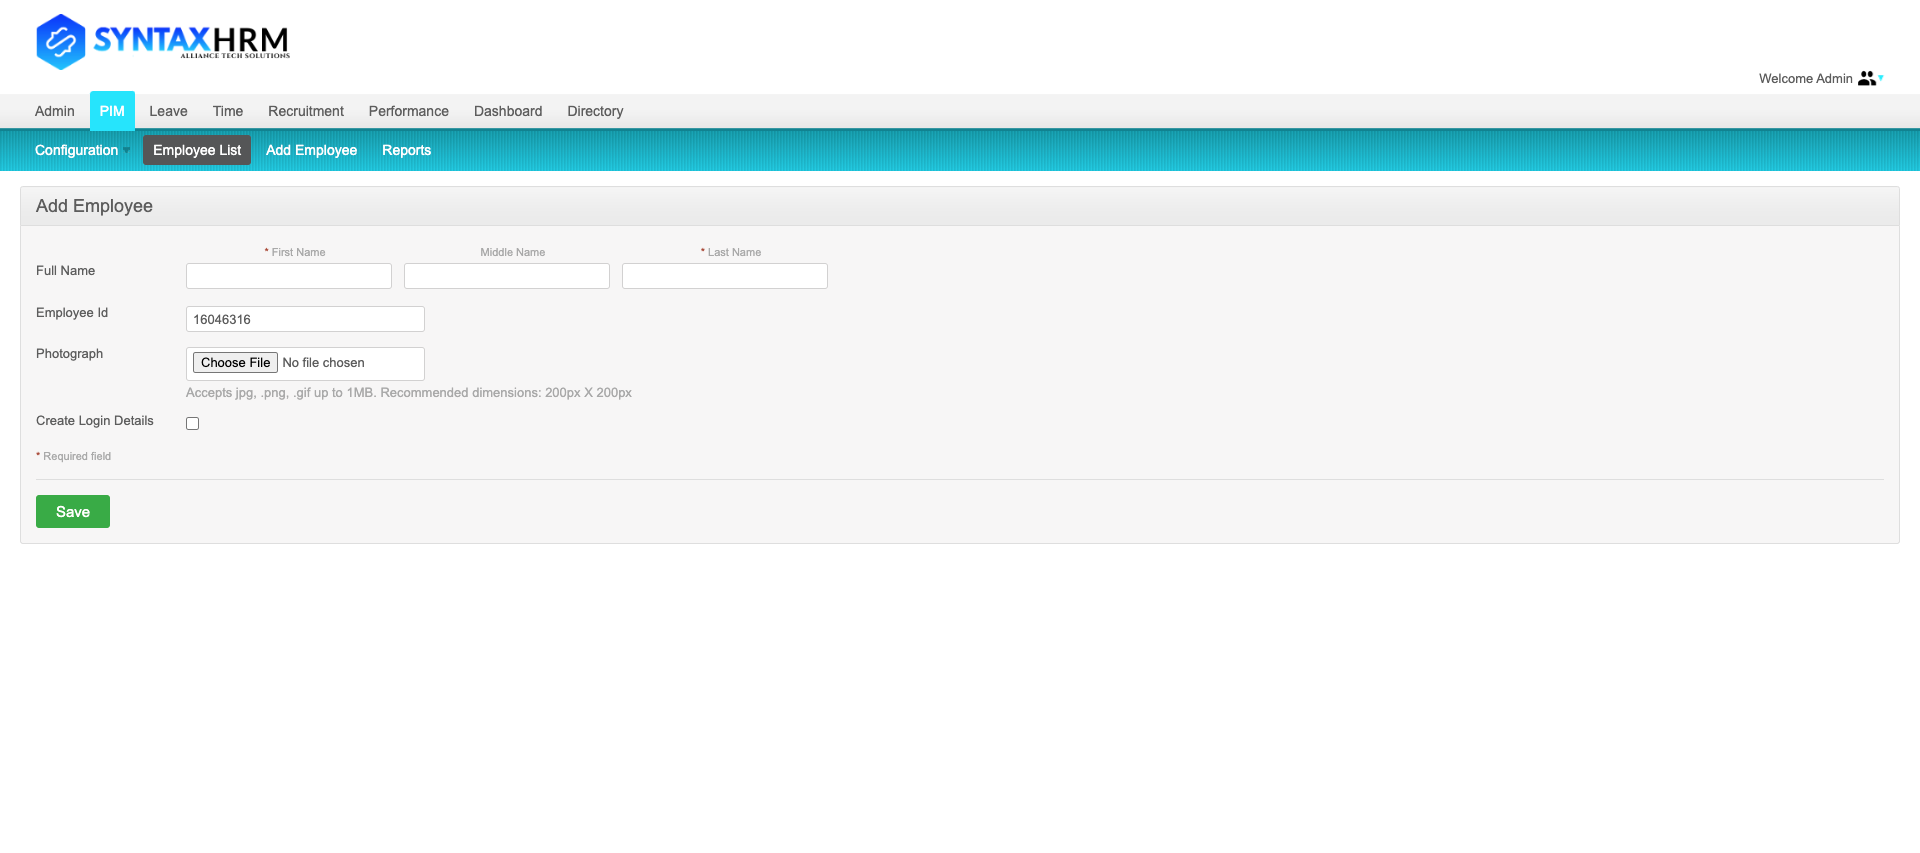 SYNTAXHRM
ALLIANCE TECH SOLUTIONS
Welcome Admin
Admin PIM Leave Time Recruitment Performance Dashboard Directory
Configuration Employee List Add Employee Reports
Add Employee
* First Name Middle Name * Last Name
Full Name
Employee Id 16046316
Photograph Choose File No file chosen
Accepts jpg, .png, .gif up to 1MB. Recommended dimensions: 200px X 200px
Create Login Details
* Required field
Save